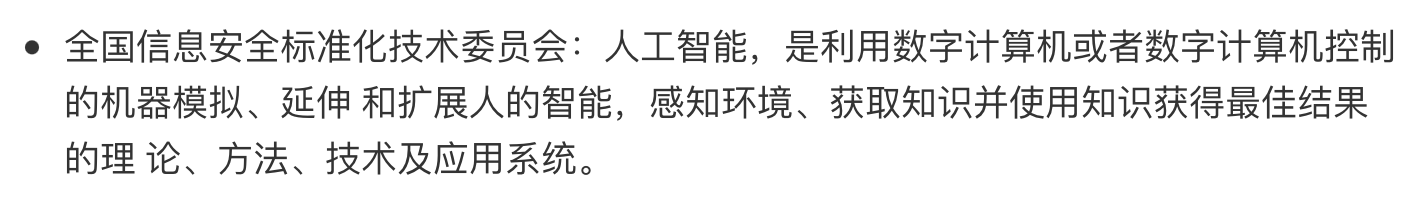 • 全国信息安全标准化技术委员会：人工智能，是利用数字计算机或者数字计算机控制
的机器模拟、延伸 和扩展人的智能，感知环境、获取知识并使用知识获得最佳结果
的理 论、方法、技术及应用系统。